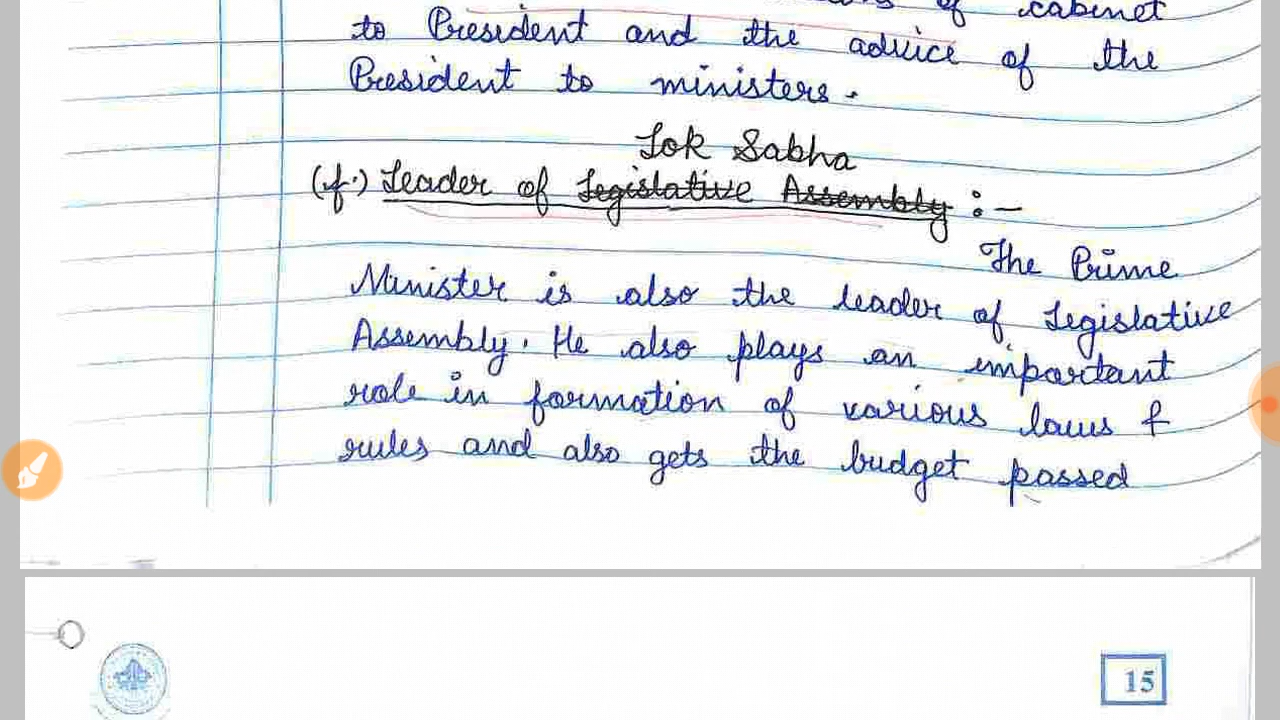 of cabinet
to President and the advice of the
President to ministers.
Lok Sabha
(f.) Leader of Legislative Assembly :-
The Prime
Minister is also the leader of Legislative
Assembly. He also plays an important
role in formation of various laws &
rules and also gets the budget passed
15